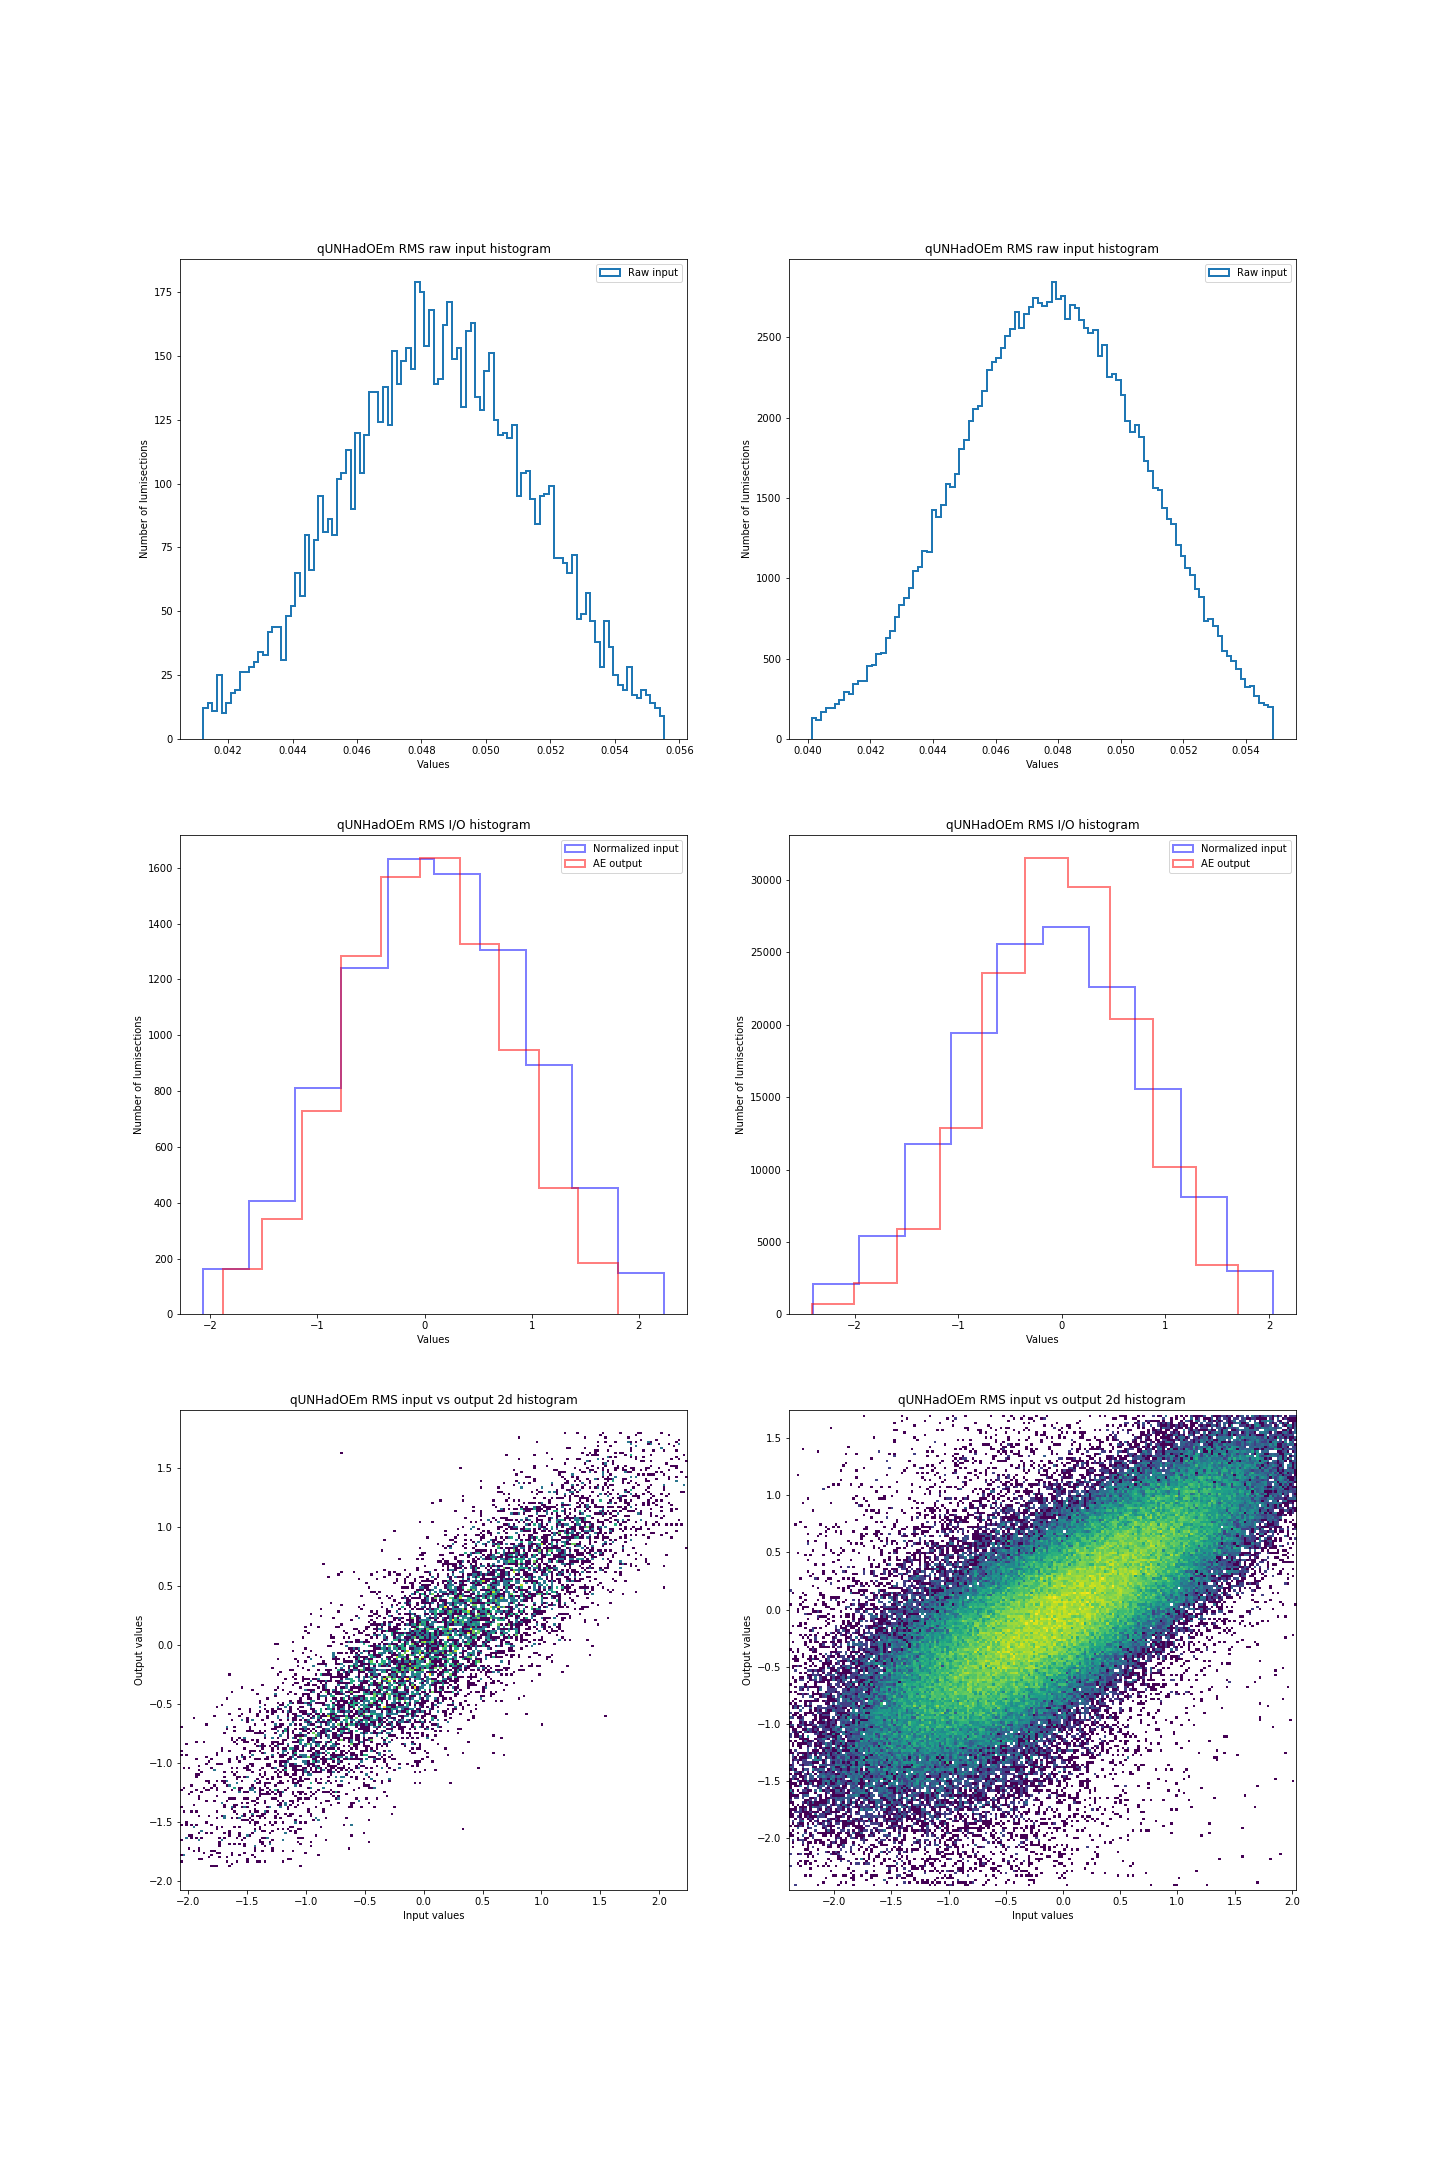 qUNHadOEm RMS raw input histogram
Raw input
175
150
125
100
75
50
25
0
Number of lumisections
0.042 0.044 0.046 0.048 0.050 0.052 0.054 0.056
Values
qUNHadOEm RMS raw input histogram
Raw input
2500
2000
1500
1000
500
0
Number of lumisections
0.040 0.042 0.044 0.046 0.048 0.050 0.052 0.054
Values
qUNHadOEm RMS I/O histogram
Normalized input
AE output
1600
1400
1200
1000
800
600
400
200
0
Number of lumisections
−2 −1 0 1 2
Values
qUNHadOEm RMS I/O histogram
Normalized input
AE output
30000
25000
20000
15000
10000
5000
0
Number of lumisections
−2 −1 0 1 2
Values
qUNHadOEm RMS input vs output 2d histogram
1.5
1.0
0.5
0.0
−0.5
−1.0
−1.5
−2.0
Output values
−2.0 −1.5 −1.0 −0.5 0.0 0.5 1.0 1.5 2.0
Input values
qUNHadOEm RMS input vs output 2d histogram
1.5
1.0
0.5
0.0
−0.5
−1.0
−1.5
−2.0
Output values
−2.0 −1.5 −1.0 −0.5 0.0 0.5 1.0 1.5 2.0
Input values